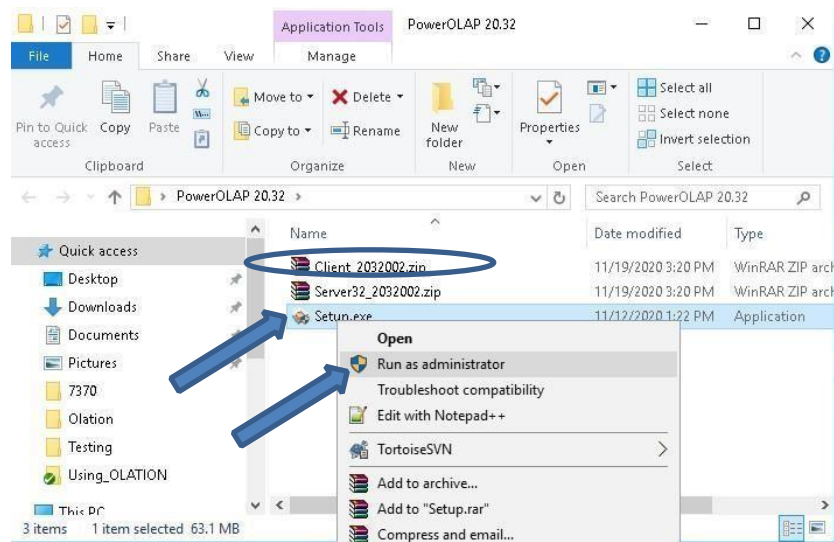 Application Tools PowerOLAP 20.32
File Home Share View Manage
Pin to Quick access
Copy
Paste
Move to
Copy to
Delete
Rename
New folder
Properties
Select all
Select none
Invert selection
Clipboard Organize New Open Select
PowerOLAP 20.32
Search PowerOLAP 20.32
Name Date modified Type
Quick access
Desktop
Downloads
Documents
Pictures
7370
Olation
Testing
Using_OLATION
This PC
Client_2032002.zip 11/19/2020 3:20 PM WinRAR ZIP arch
Server32_2032002.zip 11/19/2020 3:20 PM WinRAR ZIP arch
Setup.exe 11/12/2020 1:22 PM Application
Open
Run as administrator
Troubleshoot compatibility
Edit with Notepad++
TortoiseSVN
Add to archive...
Add to "Setup.rar"
Compress and email...
3 items 1 item selected 63.1 MB